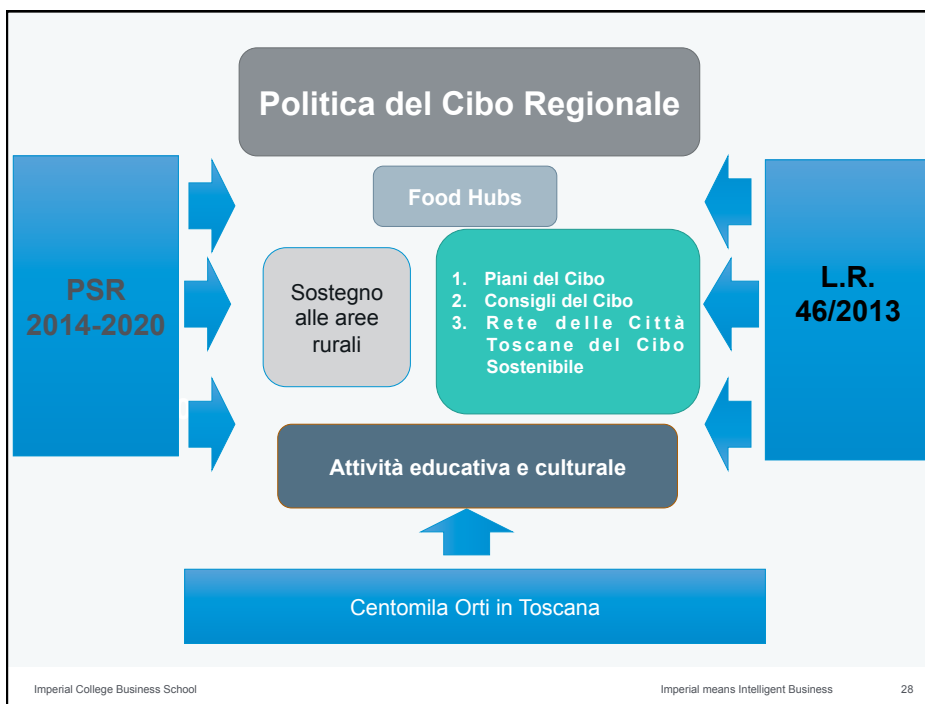 Politica del Cibo Regionale
Food Hubs
PSR
2014-2020
Sostegno
alle aree
rurali
1. Piani del Cibo
2. Consigli del Cibo
3. Rete delle Città
Toscane del Cibo
Sostenibile
L.R.
46/2013
Attività educativa e culturale
Centomila Orti in Toscana
Imperial College Business School
Imperial means Intelligent Business
28